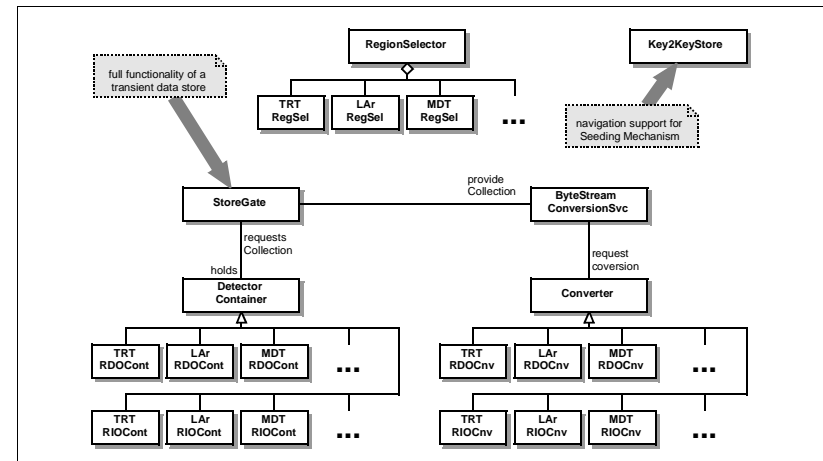 RegionSelector
Key2KeyStore
full functionality of a
transient data store
TRT
RegSel
LAr
RegSel
MDT
RegSel
...
navigation support for
Seeding Mechanism
provide
Collection
StoreGate
ByteStream
ConversionSvc
requests
Collection
holds
request
coversion
Detector
Container
Converter
TRT
RDOCont
LAr
RDOCont
MDT
RDOCont
...
TRT
RDOCnv
LAr
RDOCnv
MDT
RDOCnv
...
TRT
RIOCont
LAr
RIOCont
MDT
RIOCont
...
TRT
RIOCnv
LAr
RIOCnv
MDT
RIOCnv
...